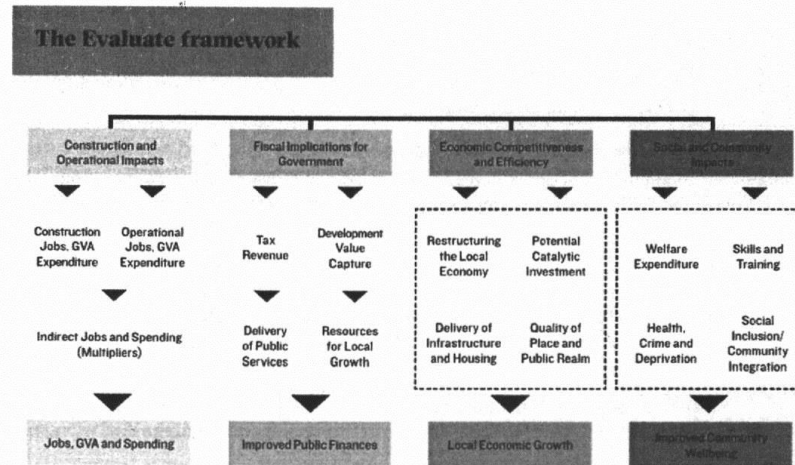 The Evaluate framework
Construction and
Operational Impacts
Fiscal Implications for
Government
Economic Competitiveness
and Efficiency
Social and Community
Impacts
Construction
Jobs, GVA
Expenditure
Operational
Jobs, GVA
Expenditure
Tax
Revenue
Development
Value
Capture
Restructuring
the Local
Economy
Potential
Catalytic
Investment
Welfare
Expenditure
Skills and
Training
Indirect Jobs and Spending
(Multipliers)
Delivery
of Public
Services
Resources
for Local
Growth
Delivery of
Infrastructure
and Housing
Quality of
Place and
Public Realm
Health,
Crime and
Deprivation
Social
Inclusion/
Community
Integration
Jobs, GVA and Spending
Improved Public Finances
Local Economic Growth
Improved Community
Wellbeing